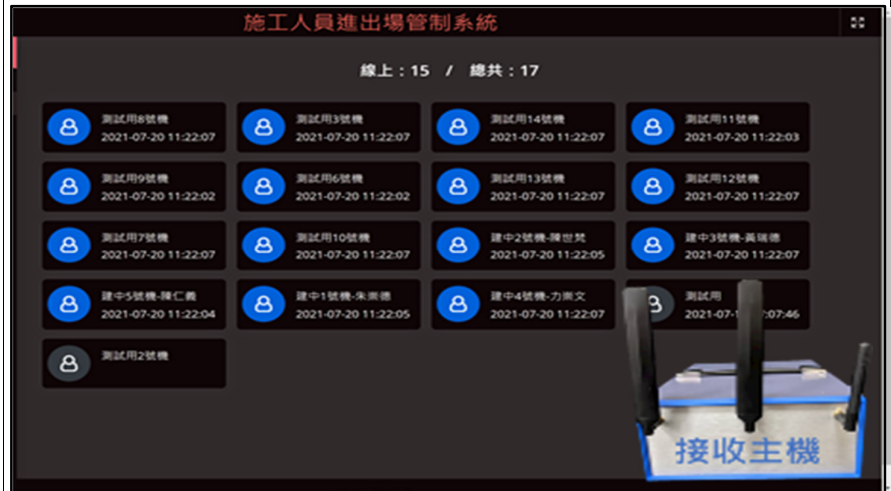 施工人員進出場管制系統
線上：15 / 總共：17
測試用8號機
2021-07-20 11:22:07
測試用3號機
2021-07-20 11:22:07
測試用14號機
2021-07-20 11:22:07
測試用11號機
2021-07-20 11:22:03
測試用9號機
2021-07-20 11:22:02
測試用6號機
2021-07-20 11:22:02
測試用13號機
2021-07-20 11:22:07
測試用12號機
2021-07-20 11:22:07
測試用7號機
2021-07-20 11:22:07
測試用10號機
2021-07-20 11:22:07
建中2號機-陳世梵
2021-07-20 11:22:05
建中3號機-黃瑞德
2021-07-20 11:22:07
建中5號機-陳仁義
2021-07-20 11:22:04
建中1號機-朱崇德
2021-07-20 11:22:05
建中4號機-力崇文
2021-07-20 11:22:07
測試用
2021-07-1 :07:46
測試用2號機
接收主機